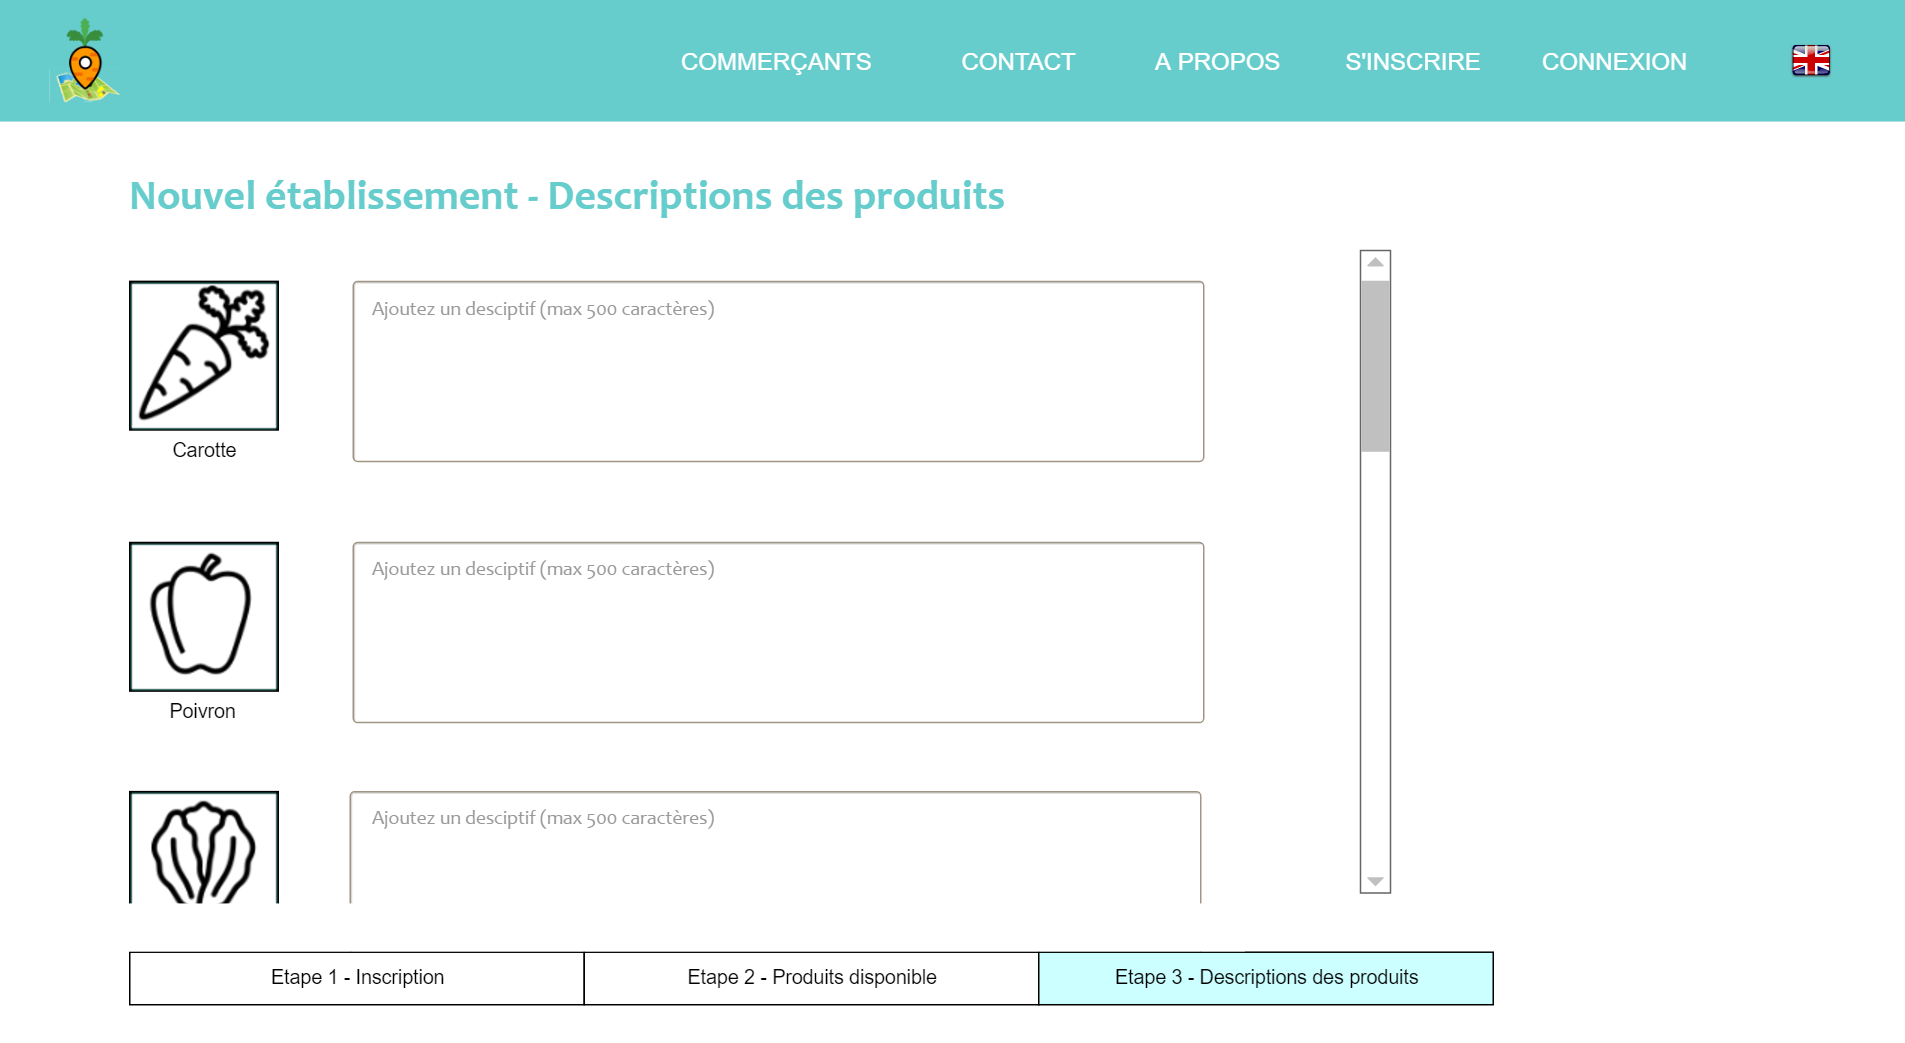 COMMERÇANTS CONTACT A PROPOS S'INSCRIRE CONNEXION
Nouvel établissement - Descriptions des produits
Ajoutez un desciptif (max 500 caractères)
Carotte
Ajoutez un desciptif (max 500 caractères)
Poivron
Ajoutez un desciptif (max 500 caractères)
Etape 1 - Inscription Etape 2 - Produits disponible Etape 3 - Descriptions des produits